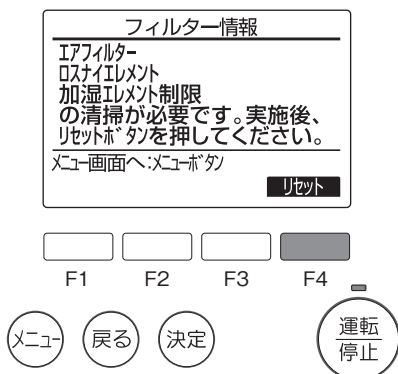 フィルター情報
エアフィルター
ロスナイエレメント
加湿エレメント制限
の清掃が必要です。実施後、
リセットボタンを押してください。
メニュー画面へ:メニューボタン
リセット
F1 F2 F3 F4
メニュー 戻る 決定 運転
停止